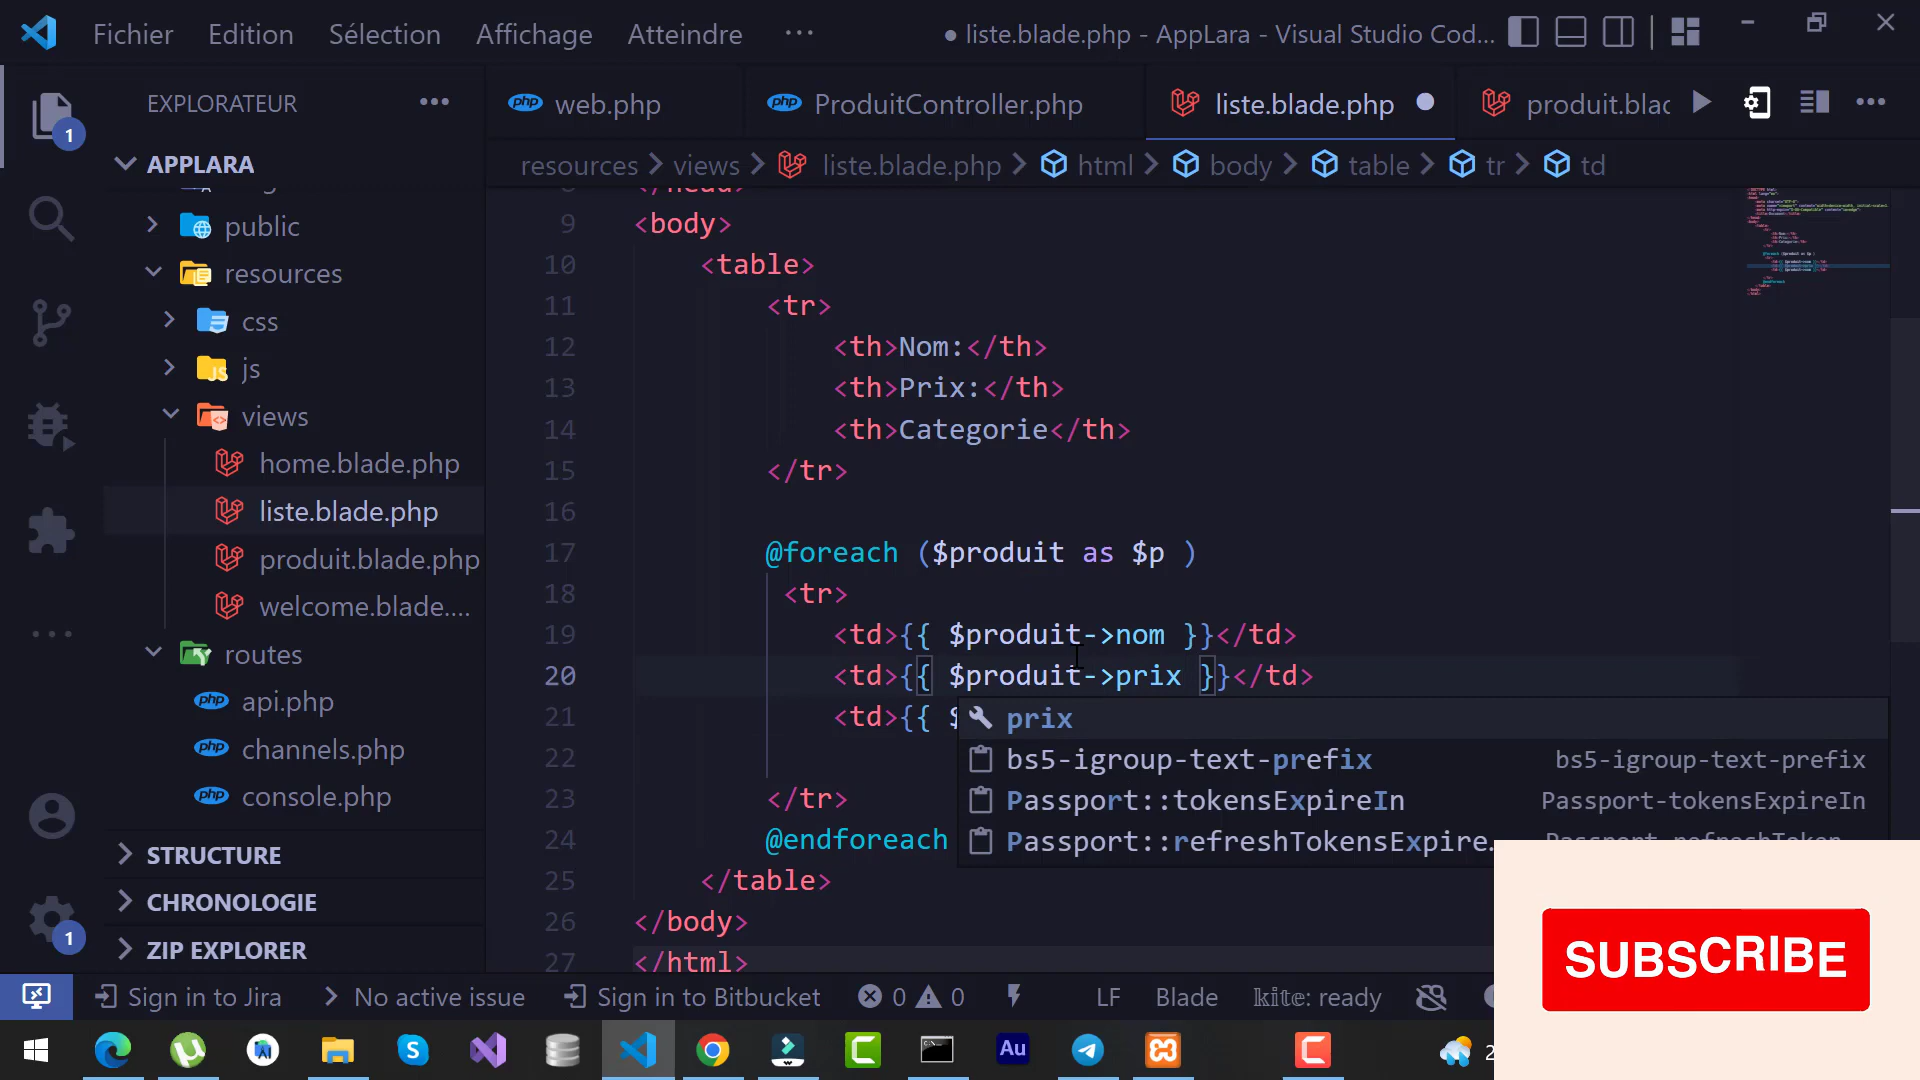 Fichier Edition Sélection Affichage Atteindre ... ● liste.blade.php - AppLara - Visual Studio Cod...
EXPLORATEUR ...
web.php ProduitController.php liste.blade.php ● produit.blad
APPLARA
resources > views > liste.blade.php > html > body > table > tr > td
public
resources
css
js
views
home.blade.php
liste.blade.php
produit.blade.php
welcome.blade....
routes
api.php
channels.php
console.php
STRUCTURE
CHRONOLOGIE
ZIP EXPLORER
9 <body>
10 <table>
11 <tr>
12 <th>Nom:</th>
13 <th>Prix:</th>
14 <th>Categorie</th>
15 </tr>
16
17 @foreach ($produit as $p )
18 <tr>
19 <td>{{ $produit->nom }}</td>
20 <td>{{ $produit->prix }}</td>
21 <td>{{ $
22
23 </tr>
24 @endforeach
25 </table>
26 </body>
27 </html>
prix
bs5-igroup-text-prefix bs5-igroup-text-prefix
Passport::tokensExpireIn Passport-tokensExpireIn
Passport::refreshTokensExpire... Passport-refreshToken
SUBSCRIBE
Sign in to Jira No active issue Sign in to Bitbucket 0 0 LF Blade kite: ready
1
1